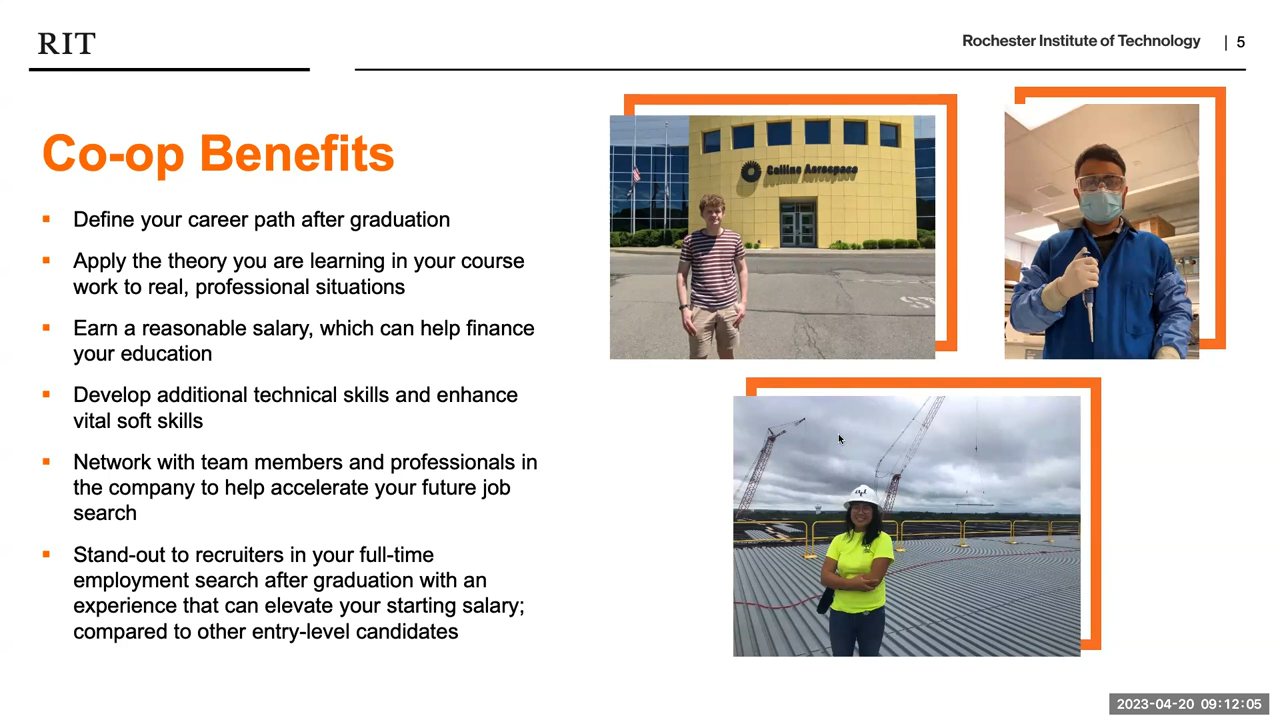 RIT
Rochester Institute of Technology | 5
Co-op Benefits
▪ Define your career path after graduation
▪ Apply the theory you are learning in your course
work to real, professional situations
▪ Earn a reasonable salary, which can help finance
your education
▪ Develop additional technical skills and enhance
vital soft skills
▪ Network with team members and professionals in
the company to help accelerate your future job
search
▪ Stand-out to recruiters in your full-time
employment search after graduation with an
experience that can elevate your starting salary;
compared to other entry-level candidates
Collins Aerospace
2023-04-20 09:12:05